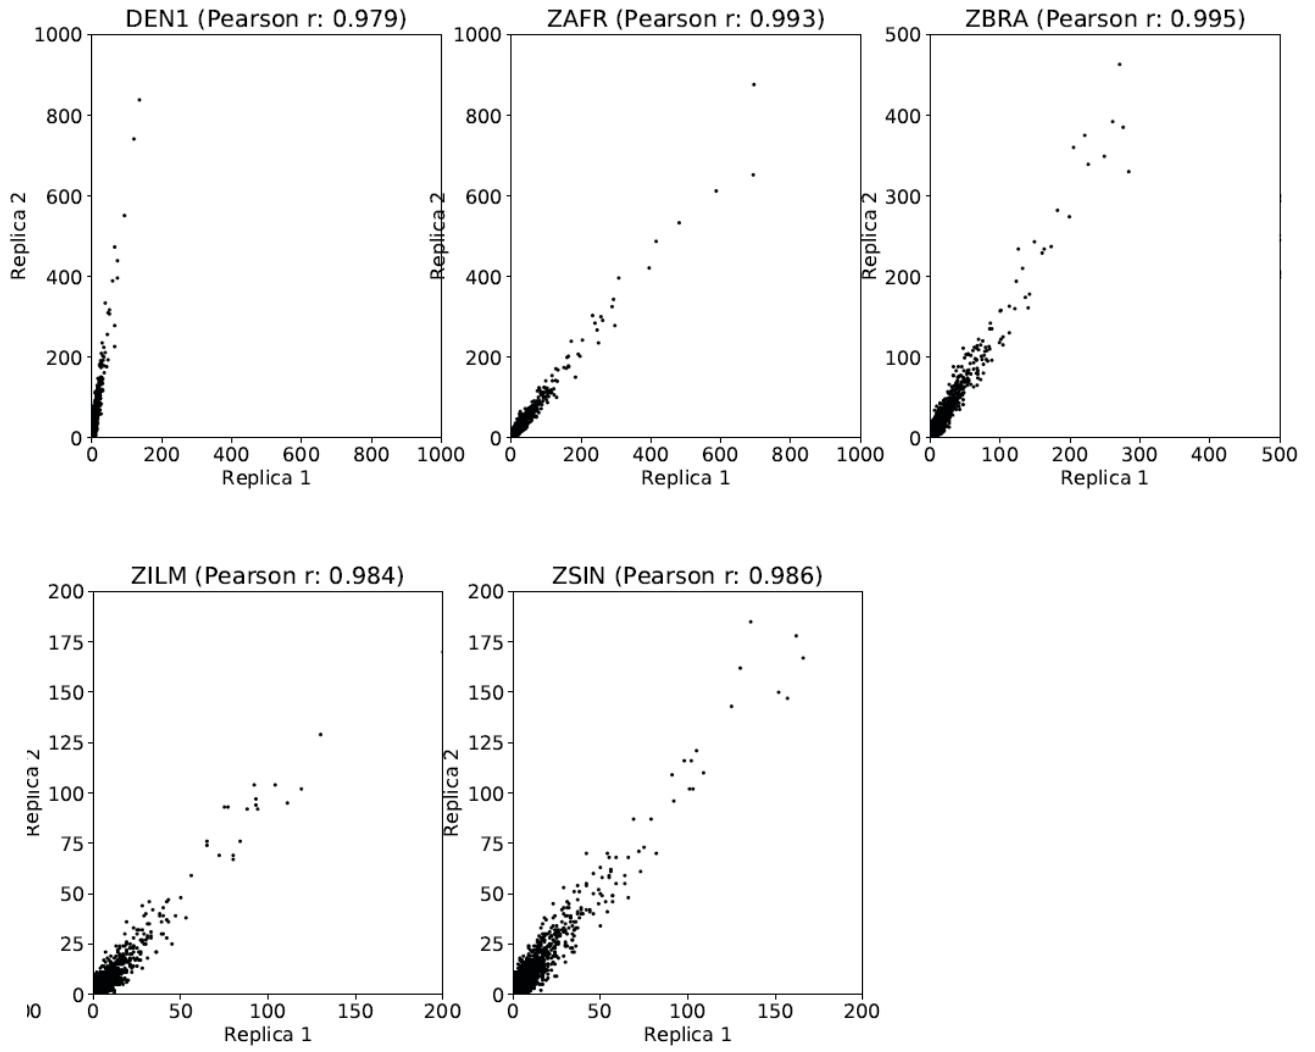 DEN1 (Pearson r: 0.979)
ZAFR (Pearson r: 0.993)
ZBRA (Pearson r: 0.995)
1000
800
600
400
200
0
Replica 2
0 200 400 600 800 1000
Replica 1
1000
800
600
400
200
0
Replica 2
0 200 400 600 800 1000
Replica 1
500
400
300
200
100
0
Replica 2
0 100 200 300 400 500
Replica 1
ZILM (Pearson r: 0.984)
ZSIN (Pearson r: 0.986)
200
175
150
125
100
75
50
25
0
Replica 2
0 50 100 150 200
Replica 1
200
175
150
125
100
75
50
25
0
Replica 2
0 50 100 150 200
Replica 1